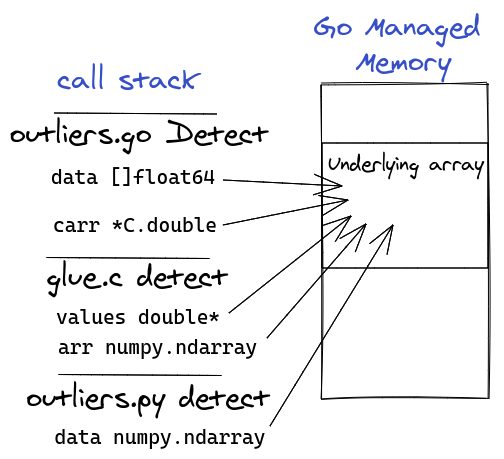 Go Managed
Memory
call stack
outliers.go Detect
data []float64
carr *C.double
glue.c detect
values double*
arr numpy.ndarray
outliers.py detect
data numpy.ndarray
Underlying array